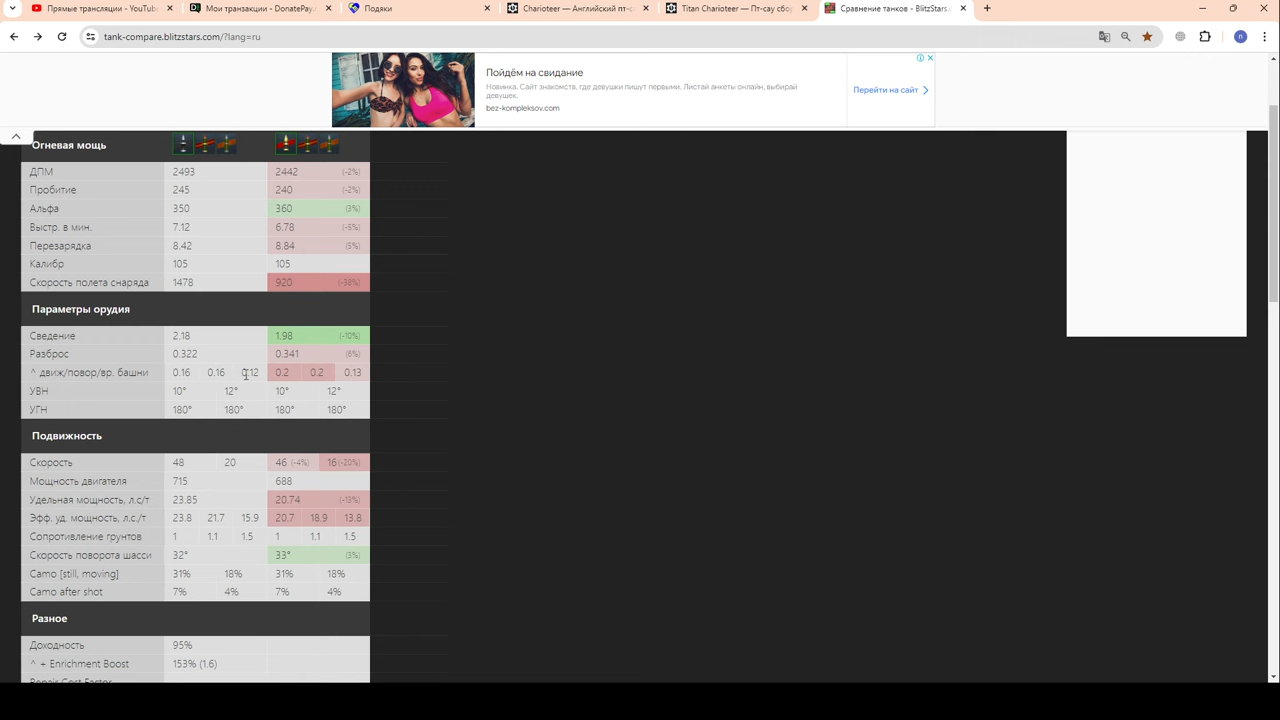 Прямые трансляции - YouTube
Мои транзакции - DonatePay.
Подяки
Charioteer — Английский пт-с
Titan Charioteer — Пт-сау сбор
Сравнение танков / BlitzStars
tank-compare.blitzstars.com/?lang=ru
n
Пойдём на свидание
Новинка. Сайт знакомств, где девушки пишут первыми. Листай анкеты онлайн, выбирай
девушек.
bez-kompleksov.com
Перейти на сайт
Огневая мощь
ДПМ 2493 2442 (-2%)
Пробитие 245 240 (-2%)
Альфа 350 360 (3%)
Выстр. в мин. 7.12 6.78 (-5%)
Перезарядка 8.42 8.84 (5%)
Калибр 105 105
Скорость полета снаряда 1478 920 (-38%)
Параметры орудия
Сведение 2.18 1.98 (-10%)
Разброс 0.322 0.341 (6%)
^ движ/повор/вр. башни 0.16 0.16 0.12 0.2 0.2 0.13
УВН 10° 12° 10° 12°
УГН 180° 180° 180° 180°
Подвижность
Скорость 48 20 46 (-4%) 16 (-20%)
Мощность двигателя 715 688
Удельная мощность, л.с/т 23.85 20.74 (-13%)
Эфф. уд. мощность, л.с./т 23.8 21.7 15.9 20.7 18.9 13.8
Сопротивление грунтов 1 1.1 1.5 1 1.1 1.5
Скорость поворота шасси 32° 33° (3%)
Camo [still, moving] 31% 18% 31% 18%
Camo after shot 7% 4% 7% 4%
Разное
Доходность 95%
^ + Enrichment Boost 153% (1.6)
Repair Cost Factor